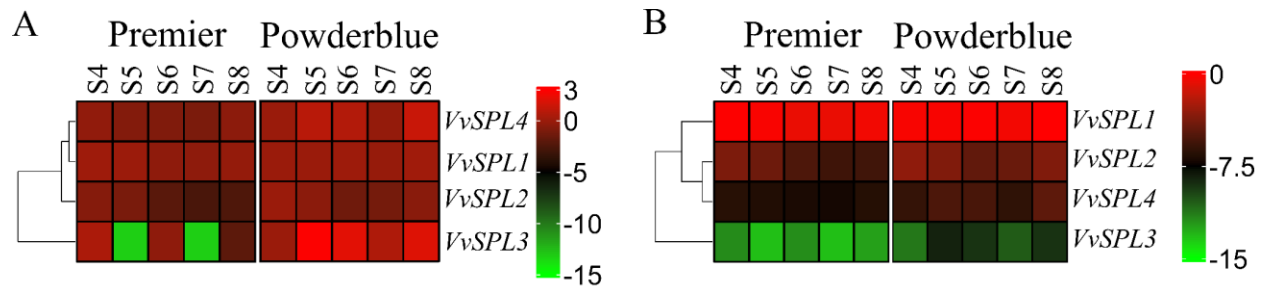 A
Premier Powderblue
S4 S5 S6 S7 S8 S4 S5 S6 S7 S8
VvSPL4
VvSPL1
VvSPL2
VvSPL3
3
0
-5
-10
-15
B
Premier Powderblue
S4 S5 S6 S7 S8 S4 S5 S6 S7 S8
VvSPL1
VvSPL2
VvSPL4
VvSPL3
0
-7.5
-15